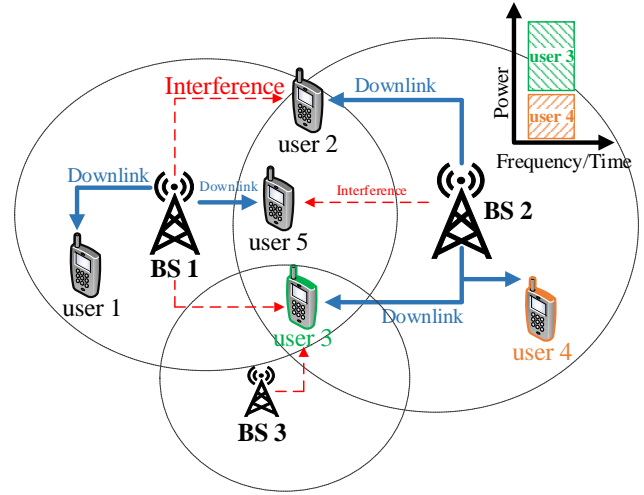 Interference
Downlink
user 2
Power
user 3
user 4
Frequency/Time
Downlink
Downlink
Interference
BS 1
user 5
BS 2
user 1
Downlink
user 3
user 4
BS 3